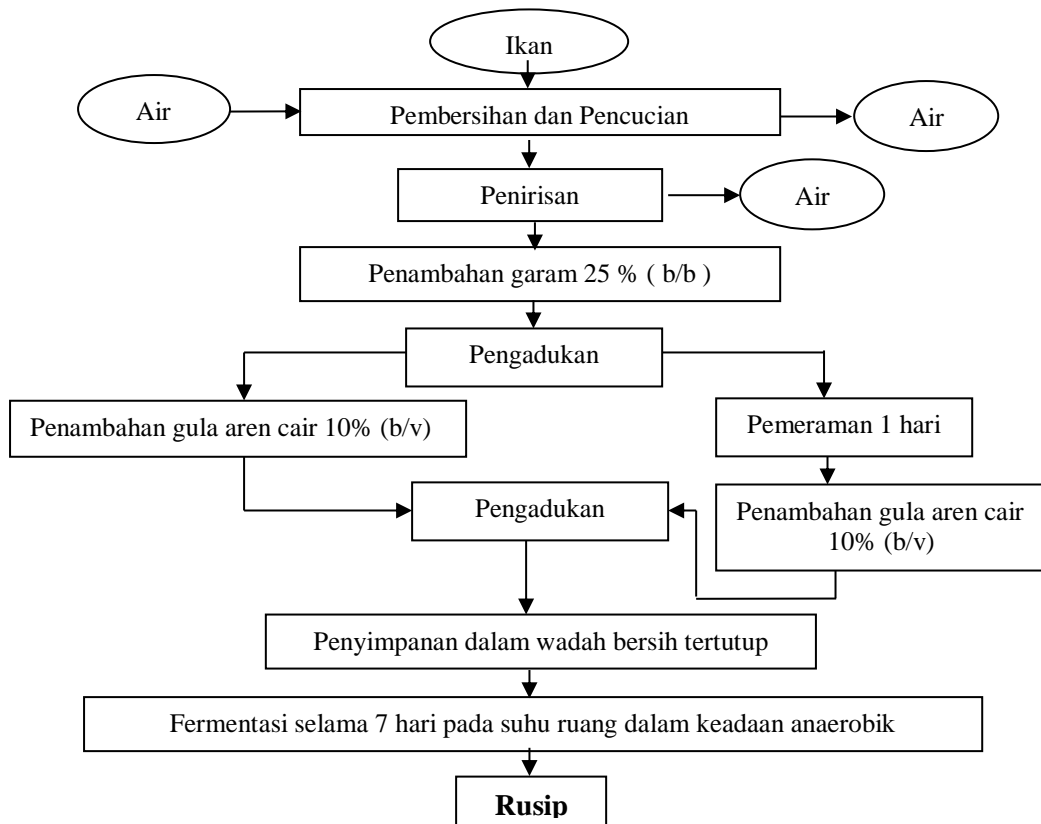 Ikan
Air
Pembersihan dan Pencucian
Air
Penirisan
Air
Penambahan garam 25 % ( b/b )
Pengadukan
Penambahan gula aren cair 10% (b/v)
Pemeraman 1 hari
Pengadukan
Penambahan gula aren cair
10% (b/v)
Penyimpanan dalam wadah bersih tertutup
Fermentasi selama 7 hari pada suhu ruang dalam keadaan anaerobik
Rusip